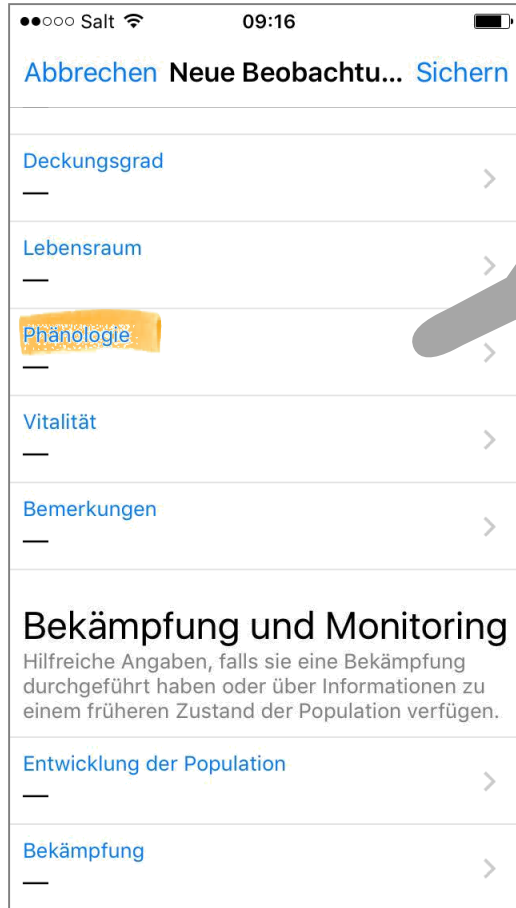 Salt 09:16
Abbrechen Neue Beobachtu... Sichern
Deckungsgrad
—
Lebensraum
—
Phänologie
—
Vitalität
—
Bemerkungen
—
Bekämpfung und Monitoring
Hilfreiche Angaben, falls sie eine Bekämpfung
durchgeführt haben oder über Informationen zu
einem früheren Zustand der Population verfügen.
Entwicklung der Population
—
Bekämpfung
—